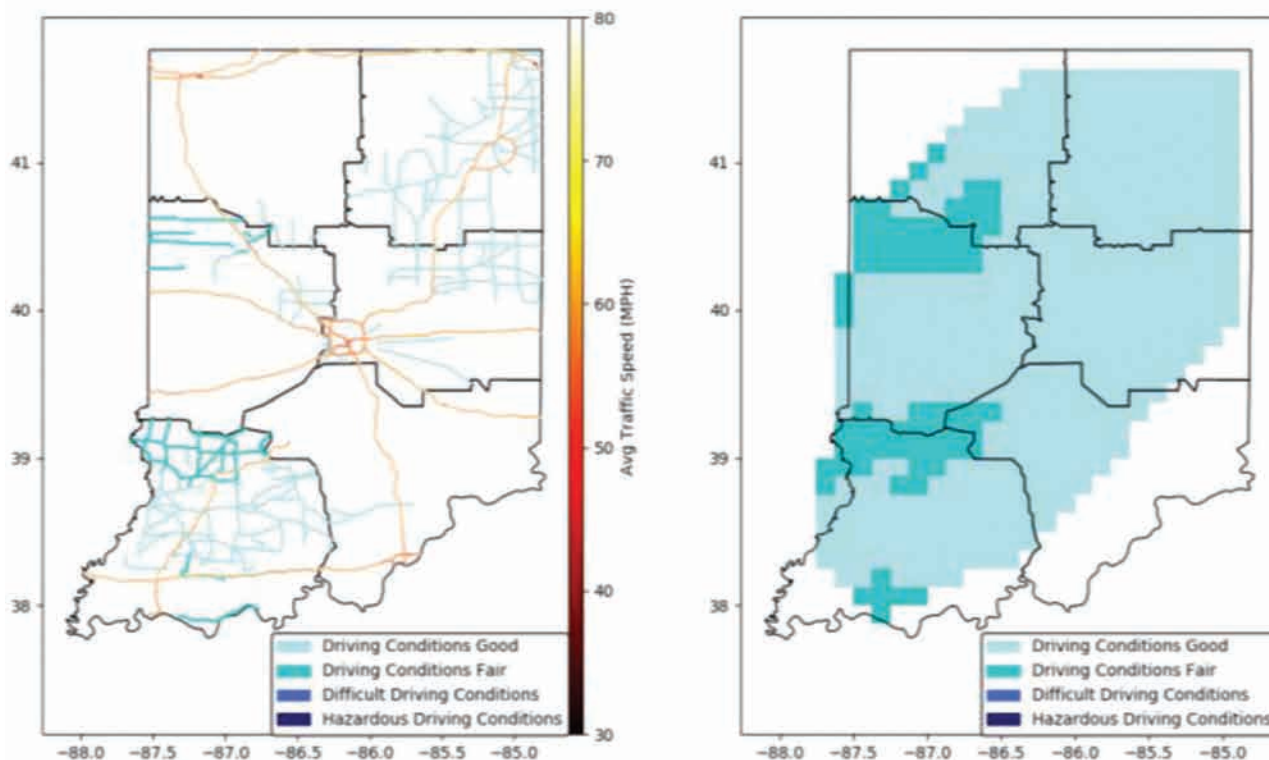 80
70
60
50
40
30
Avg Traffic Speed (MPH)
41
40
39
38
−88.0 −87.5 −87.0 −86.5 −86.0 −85.5 −85.0
Driving Conditions Good
Driving Conditions Fair
Difficult Driving Conditions
Hazardous Driving Conditions
41
40
39
38
−88.0 −87.5 −87.0 −86.5 −86.0 −85.5 −85.0
Driving Conditions Good
Driving Conditions Fair
Difficult Driving Conditions
Hazardous Driving Conditions